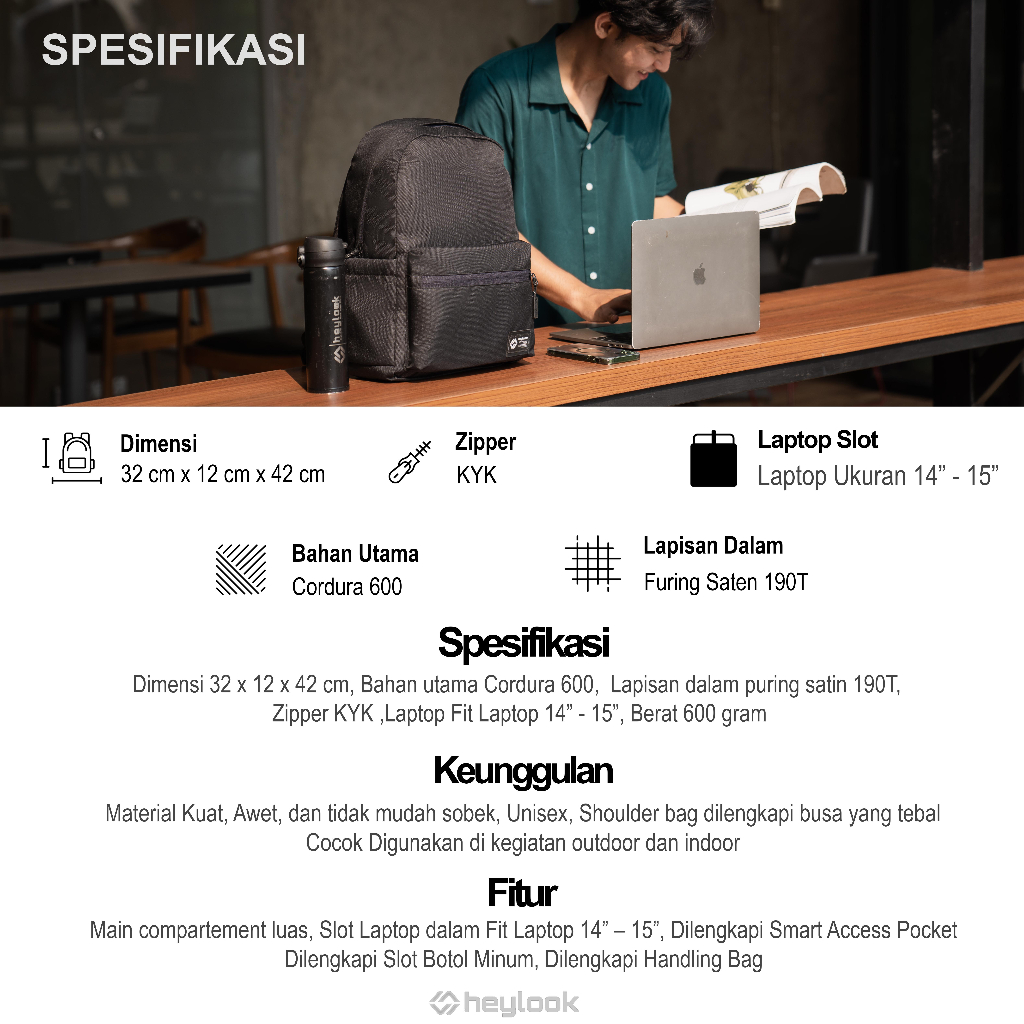 SPESIFIKASI
heylook
Dimensi
32 cm x 12 cm x 42 cm
Zipper
KYK
Laptop Slot
Laptop Ukuran 14” - 15”
Bahan Utama
Cordura 600
Lapisan Dalam
Furing Saten 190T
Spesifikasi
Dimensi 32 x 12 x 42 cm, Bahan utama Cordura 600, Lapisan dalam puring satin 190T,
Zipper KYK ,Laptop Fit Laptop 14” - 15”, Berat 600 gram
Keunggulan
Material Kuat, Awet, dan tidak mudah sobek, Unisex, Shoulder bag dilengkapi busa yang tebal
Cocok Digunakan di kegiatan outdoor dan indoor
Fitur
Main compartement luas, Slot Laptop dalam Fit Laptop 14” – 15”, Dilengkapi Smart Access Pocket
Dilengkapi Slot Botol Minum, Dilengkapi Handling Bag
heylook